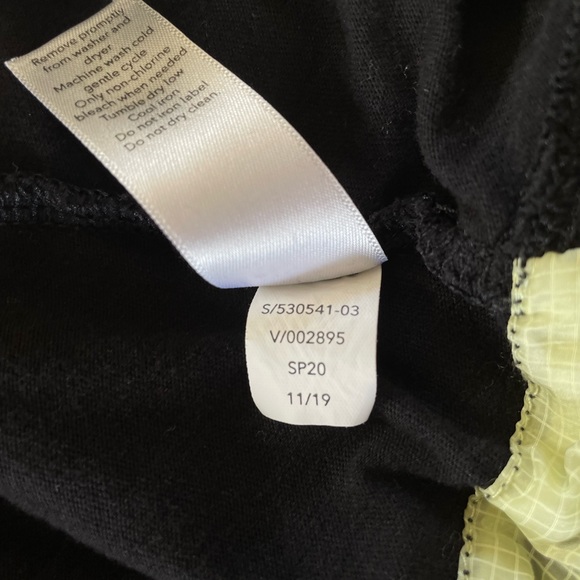 Remove promptly
from washer and
dryer
Machine wash cold
gentle cycle
Only non-chlorine
bleach when needed
Tumble dry low
Cool iron
Do not iron label
Do not dry clean
S/530541-03
V/002895
SP20
11/19